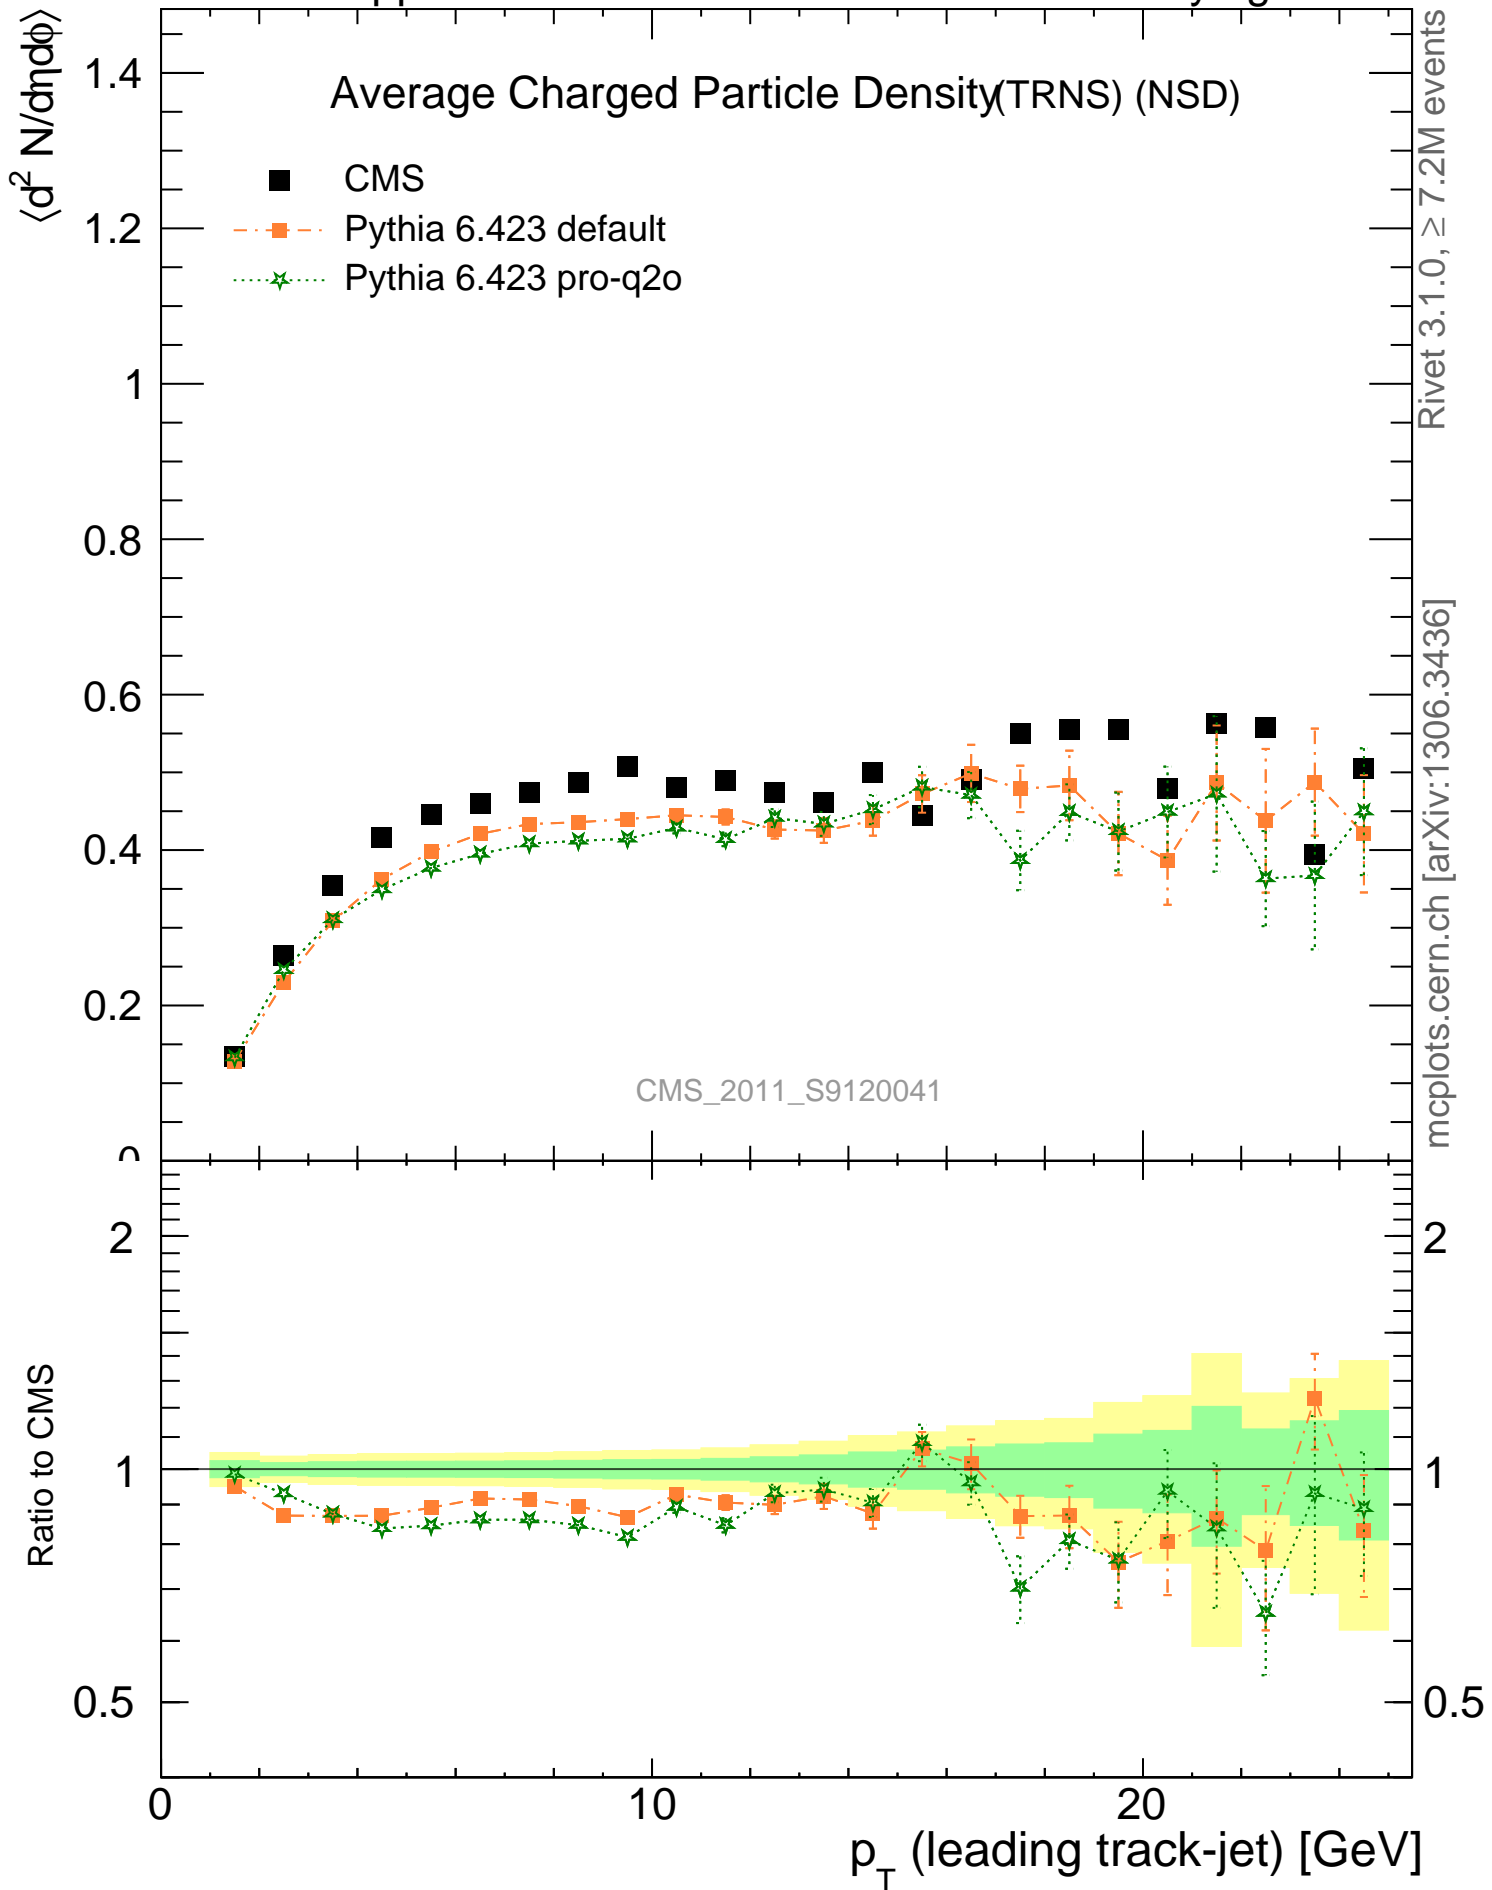 Average Charged Particle Density (TRNS) (NSD)
⟨d² N/dηdϕ⟩
CMS
Pythia 6.423 default
Pythia 6.423 pro-q2o
1.4
1.2
1
0.8
0.6
0.4
0.2
0
CMS_2011_S9120041
Rivet 3.1.0, ≥ 7.2M events
mcplots.cern.ch [arXiv:1306.3436]
Ratio to CMS
2
1
0.5
2
1
0.5
0
10
20
p_T (leading track-jet) [GeV]